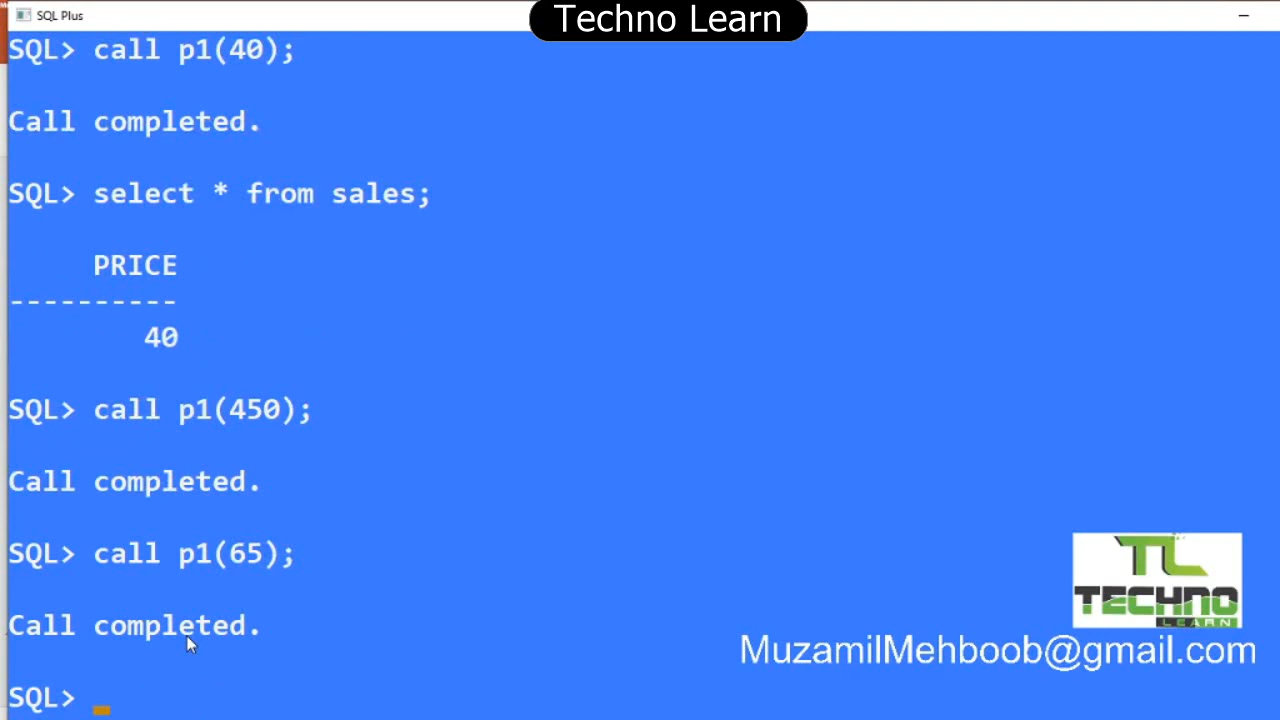 SQL Plus
Techno Learn
SQL> call p1(40);
Call completed.
SQL> select * from sales;
PRICE
----------
40
SQL> call p1(450);
Call completed.
SQL> call p1(65);
Call completed.
SQL>
TL
TECHNO
LEARN
MuzamilMehboob@gmail.com